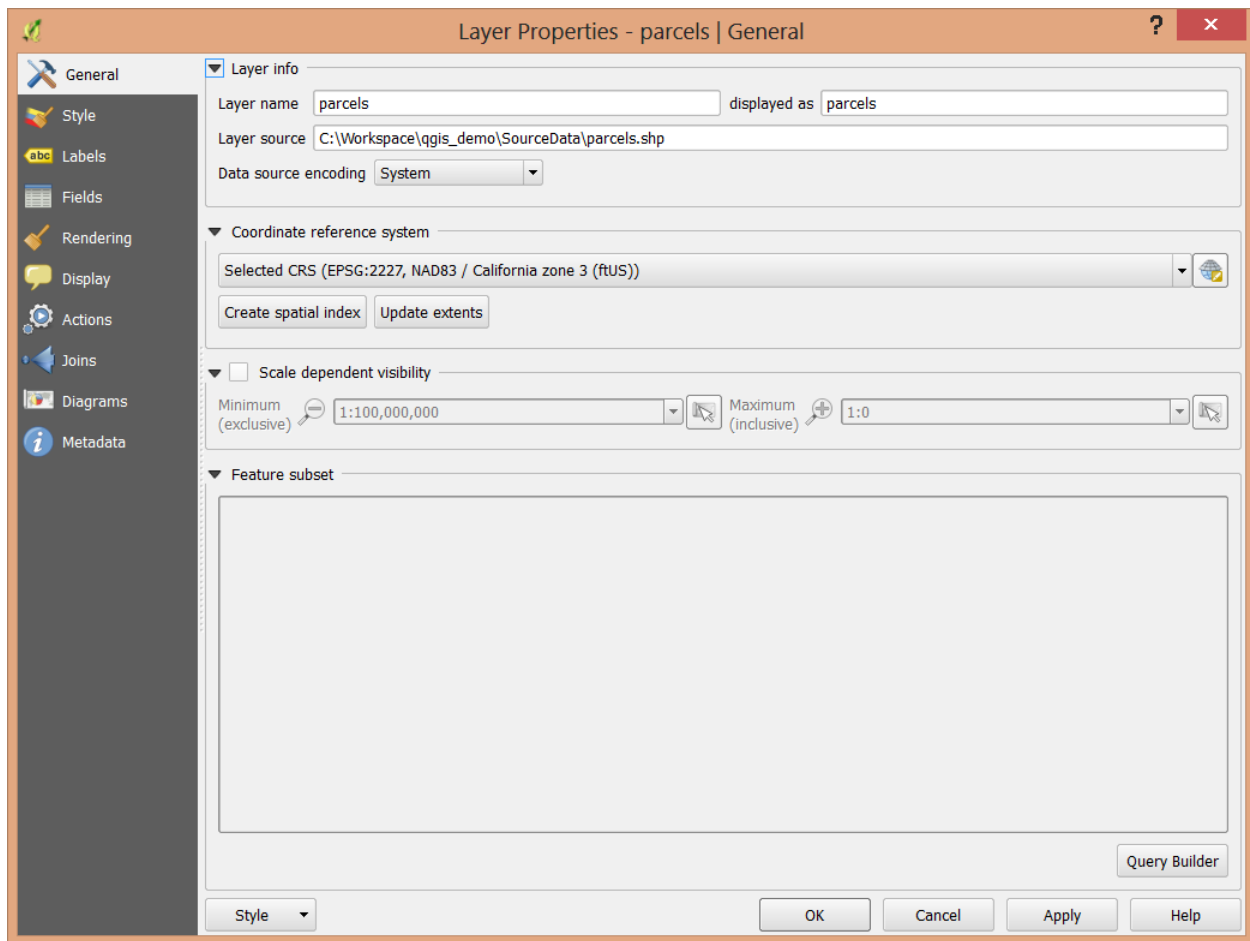 Layer Properties - parcels | General
?
General
Style
abc Labels
Fields
Rendering
Display
Actions
Joins
Diagrams
Metadata
Layer info
Layer name parcels displayed as parcels
Layer source C:\Workspace\qgis_demo\SourceData\parcels.shp
Data source encoding System
Coordinate reference system
Selected CRS (EPSG:2227, NAD83 / California zone 3 (ftUS))
Create spatial index Update extents
Scale dependent visibility
Minimum (exclusive) 1:100,000,000 Maximum (inclusive) 1:0
Feature subset
Query Builder
Style OK Cancel Apply Help